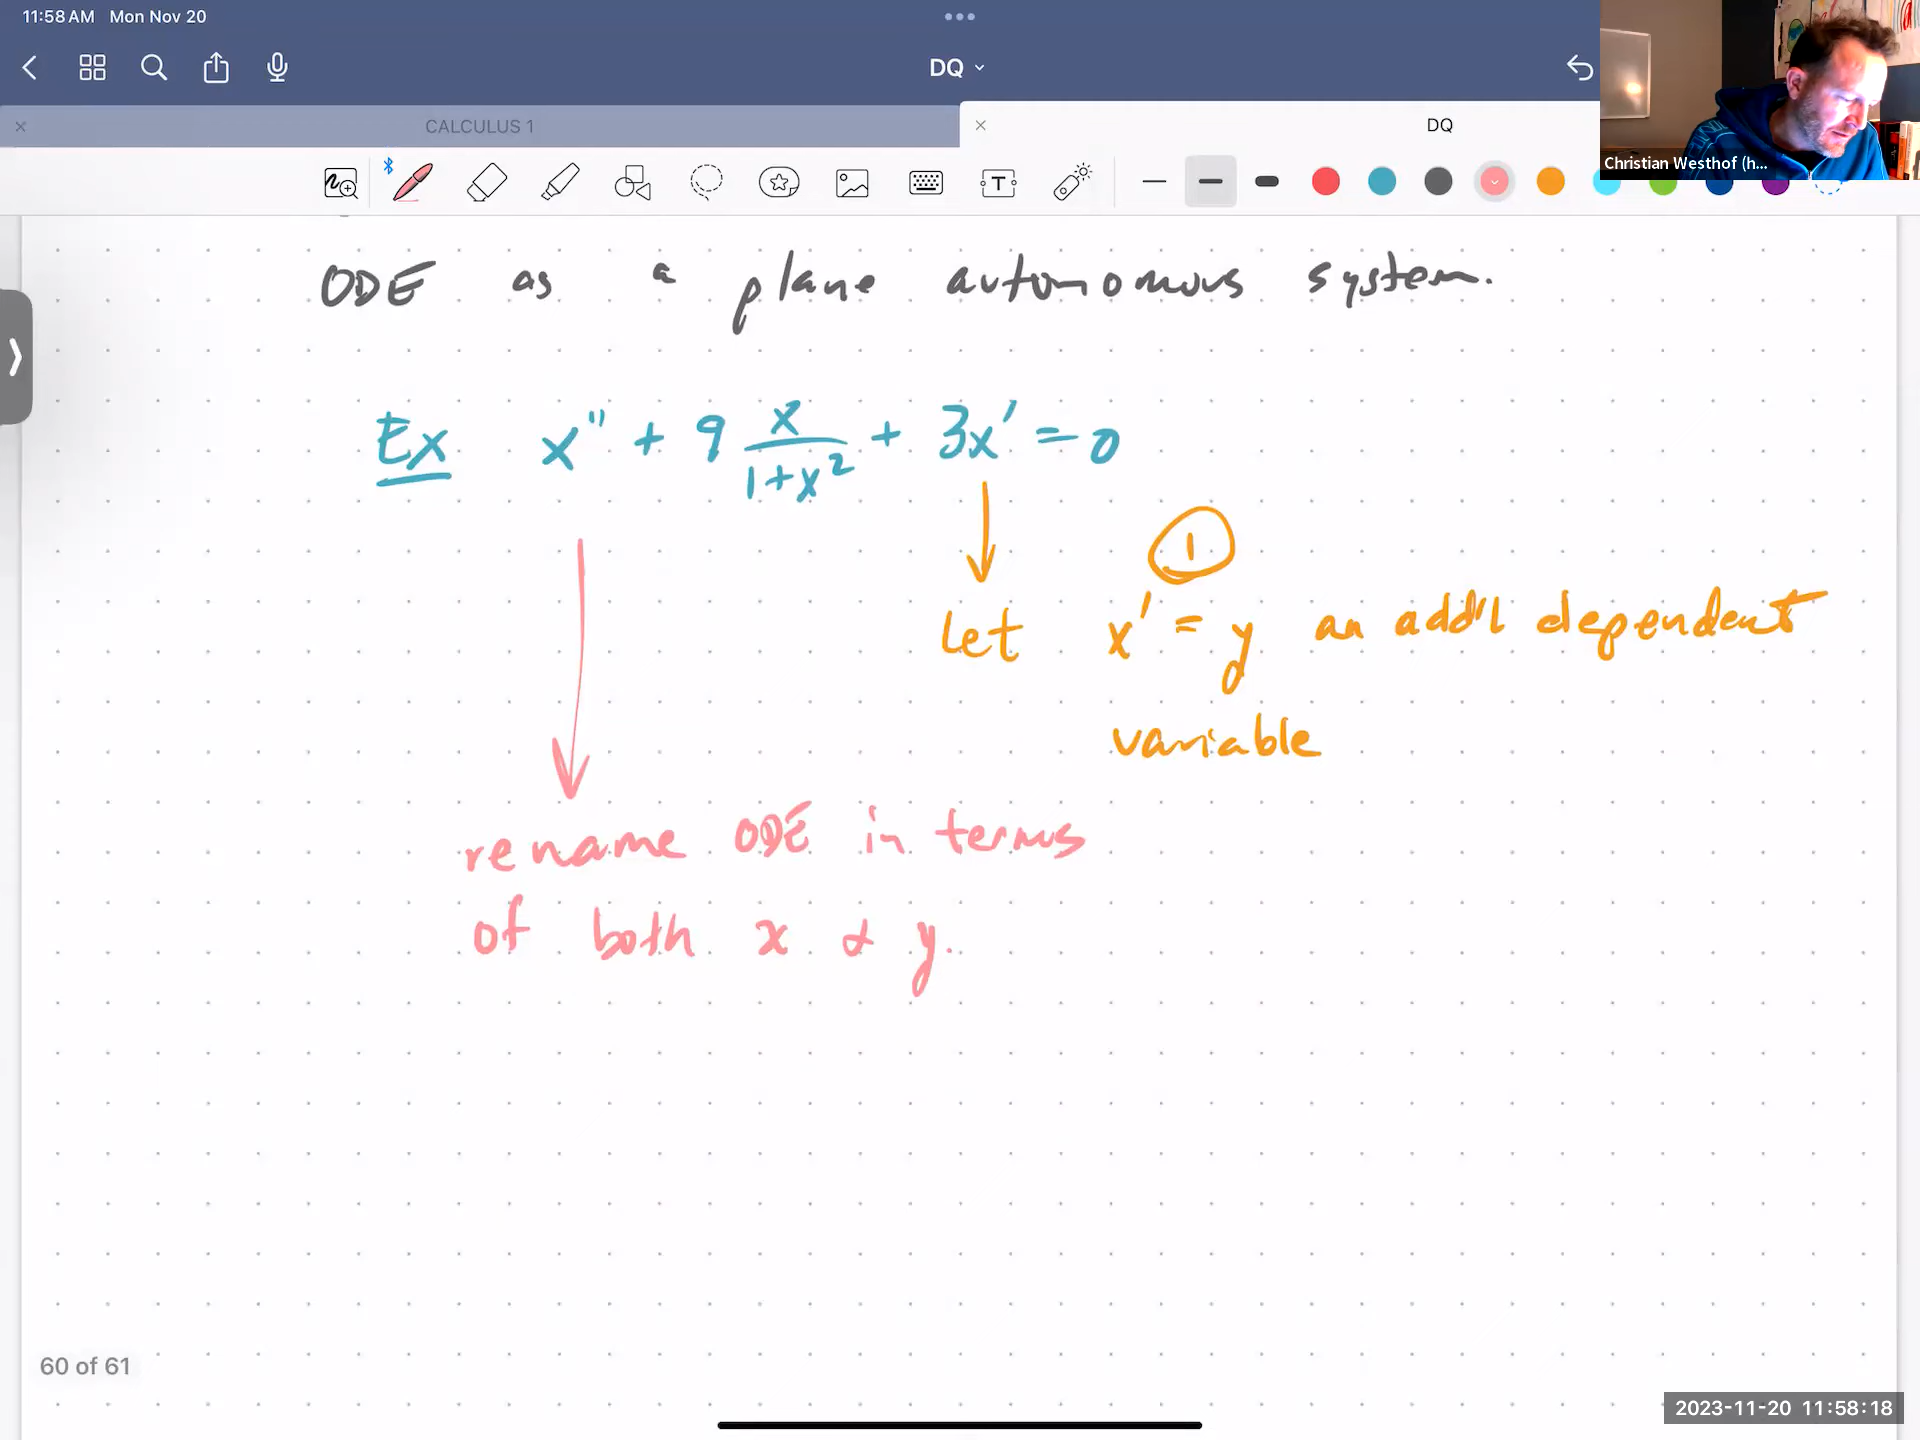 11:58 AM Mon Nov 20
DQ
CALCULUS 1
DQ
Christian Westhof (h...
ODE as a plane autonomous system.
Ex x'' + 9 x/(1+x²) + 3x' = 0
1
Let x' = y an add'l dependent
variable
rename ODE in terms
of both x & y.
60 of 61
2023-11-20 11:58:18